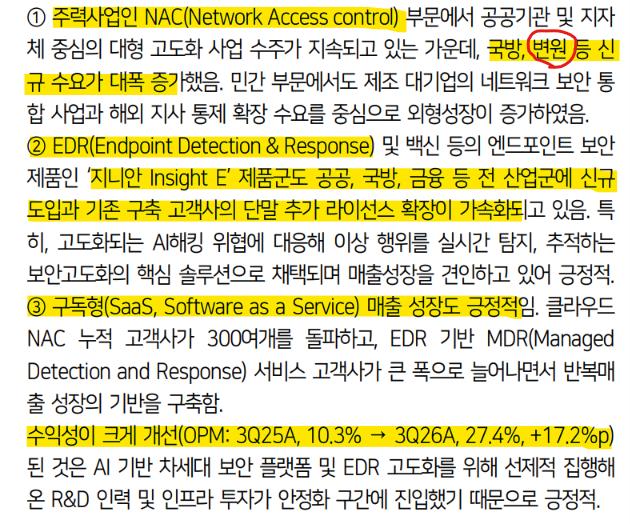 ① 주력사업인 NAC(Network Access control) 부문에서 공공기관 및 지자
체 중심의 대형 고도화 사업 수주가 지속되고 있는 가운데, 국방, 변원 등 신
규 수요가 대폭 증가했음. 민간 부문에서도 제조 대기업의 네트워크 보안 통
합 사업과 해외 지사 통제 확장 수요를 중심으로 외형성장이 증가하였음.
② EDR(Endpoint Detection & Response) 및 백신 등의 엔드포인트 보안
제품인 '지니안 Insight E' 제품군도 공공, 국방, 금융 등 전 산업군에 신규
도입과 기존 구축 고객사의 단말 추가 라이선스 확장이 가속화되고 있음. 특
히, 고도화되는 AI해킹 위협에 대응해 이상 행위를 실시간 탐지, 추적하는
보안고도화의 핵심 솔루션으로 채택되며 매출성장을 견인하고 있어 긍정적.
③ 구독형(SaaS, Software as a Service) 매출 성장도 긍정적임. 클라우드
NAC 누적 고객사가 300여개를 돌파하고, EDR 기반 MDR(Managed
Detection and Response) 서비스 고객사가 큰 폭으로 늘어나면서 반복매
출 성장의 기반을 구축함.
수익성이 크게 개선(OPM: 3Q25A, 10.3% → 3Q26A, 27.4%, +17.2%p)
된 것은 AI 기반 차세대 보안 플랫폼 및 EDR 고도화를 위해 선제적 집행해
온 R&D 인력 및 인프라 투자가 안정화 구간에 진입했기 때문으로 긍정적.